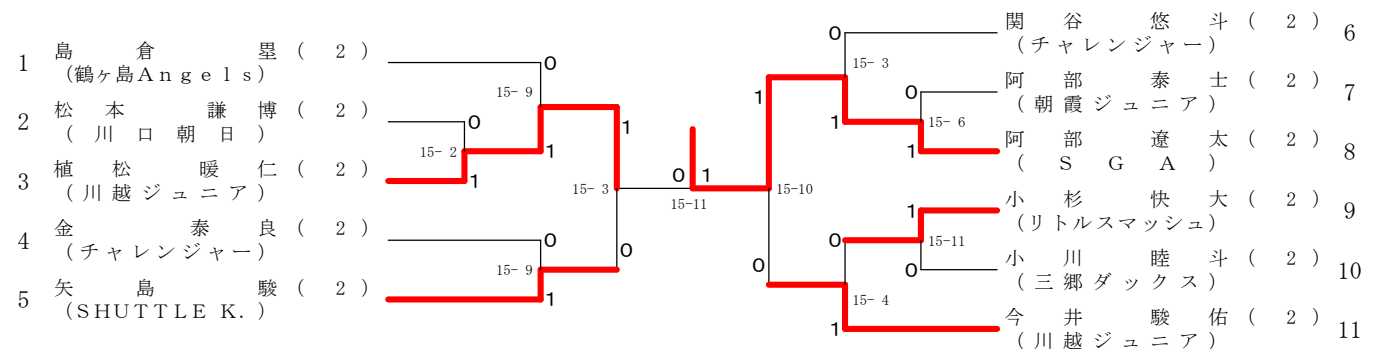 1 島倉 塁 ( 2 )
(鶴ヶ島Angels)
2 松本 謙博 ( 2 )
(川口朝日)
3 植松 暖仁 ( 2 )
(川越ジュニア)
4 金 泰良 ( 2 )
(チャレンジャー)
5 矢島 駿 ( 2 )
(SHUTTLE K. )
0
15- 9
0
15- 2
1
1
1
15- 3
0
15- 9
1
0
0 1
15-11
1
15-10
0
0
15- 3
0
15- 6
1
1
1
15-11
0
0
15- 4
1
関谷 悠斗 ( 2 ) 6
(チャレンジャー)
阿部 泰士 ( 2 ) 7
(朝霞ジュニア)
阿部 遼太 ( 2 ) 8
(SGA)
小杉 快大 ( 2 ) 9
(リトルスマッシュ)
小川 睦斗 ( 2 ) 10
(三郷ダックス)
今井 駿佑 ( 2 ) 11
(川越ジュニア)